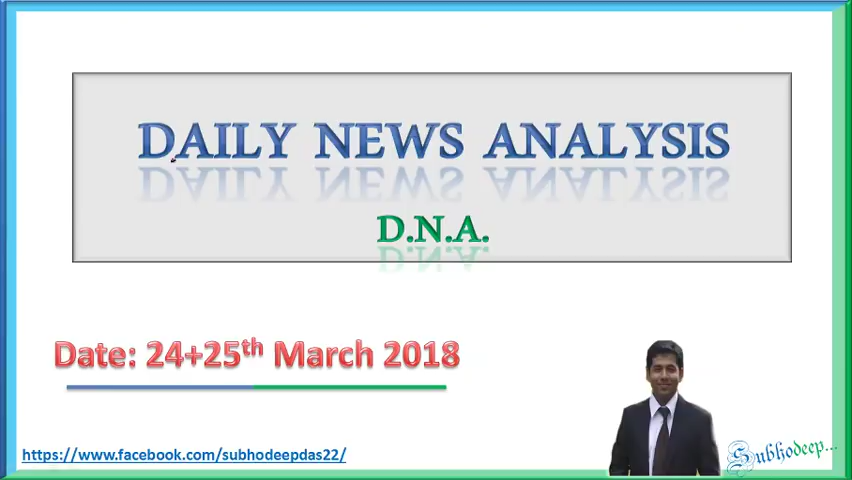 DAILY NEWS ANALYSIS
D.N.A.
Date: 24+25th March 2018
https://www.facebook.com/subhodeepdas22/
Subhodeep...